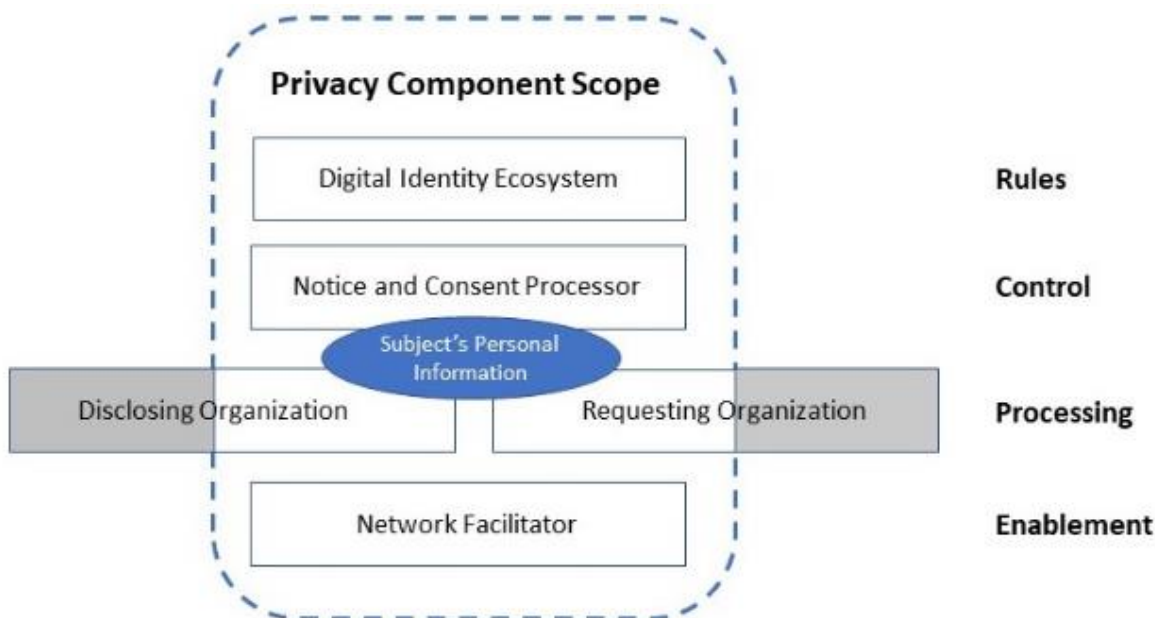 Privacy Component Scope
Digital Identity Ecosystem
Rules
Notice and Consent Processor
Control
Subject's Personal
Information
Disclosing Organization
Requesting Organization
Processing
Network Facilitator
Enablement